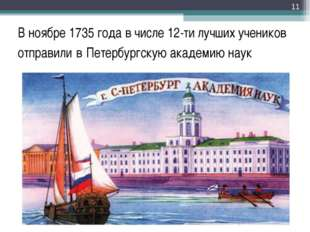 11
В ноябре 1735 года в числе 12-ти лучших учеников
отправили в Петербургскую академию наук
г. С-ПЕТЕРБУРГ АКАДЕМИЯ НАУК